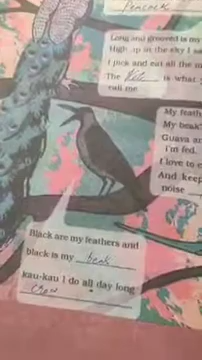 Peacock
Long and grooved is my
High up in the sky I
I pick and eat all the
The Kite is what
call me
My feath
My beak
Guava an
I'm fed.
I love to
And keep
noise
Black are my feathers and
black is my beak
kau-kau I do all day long
Crow